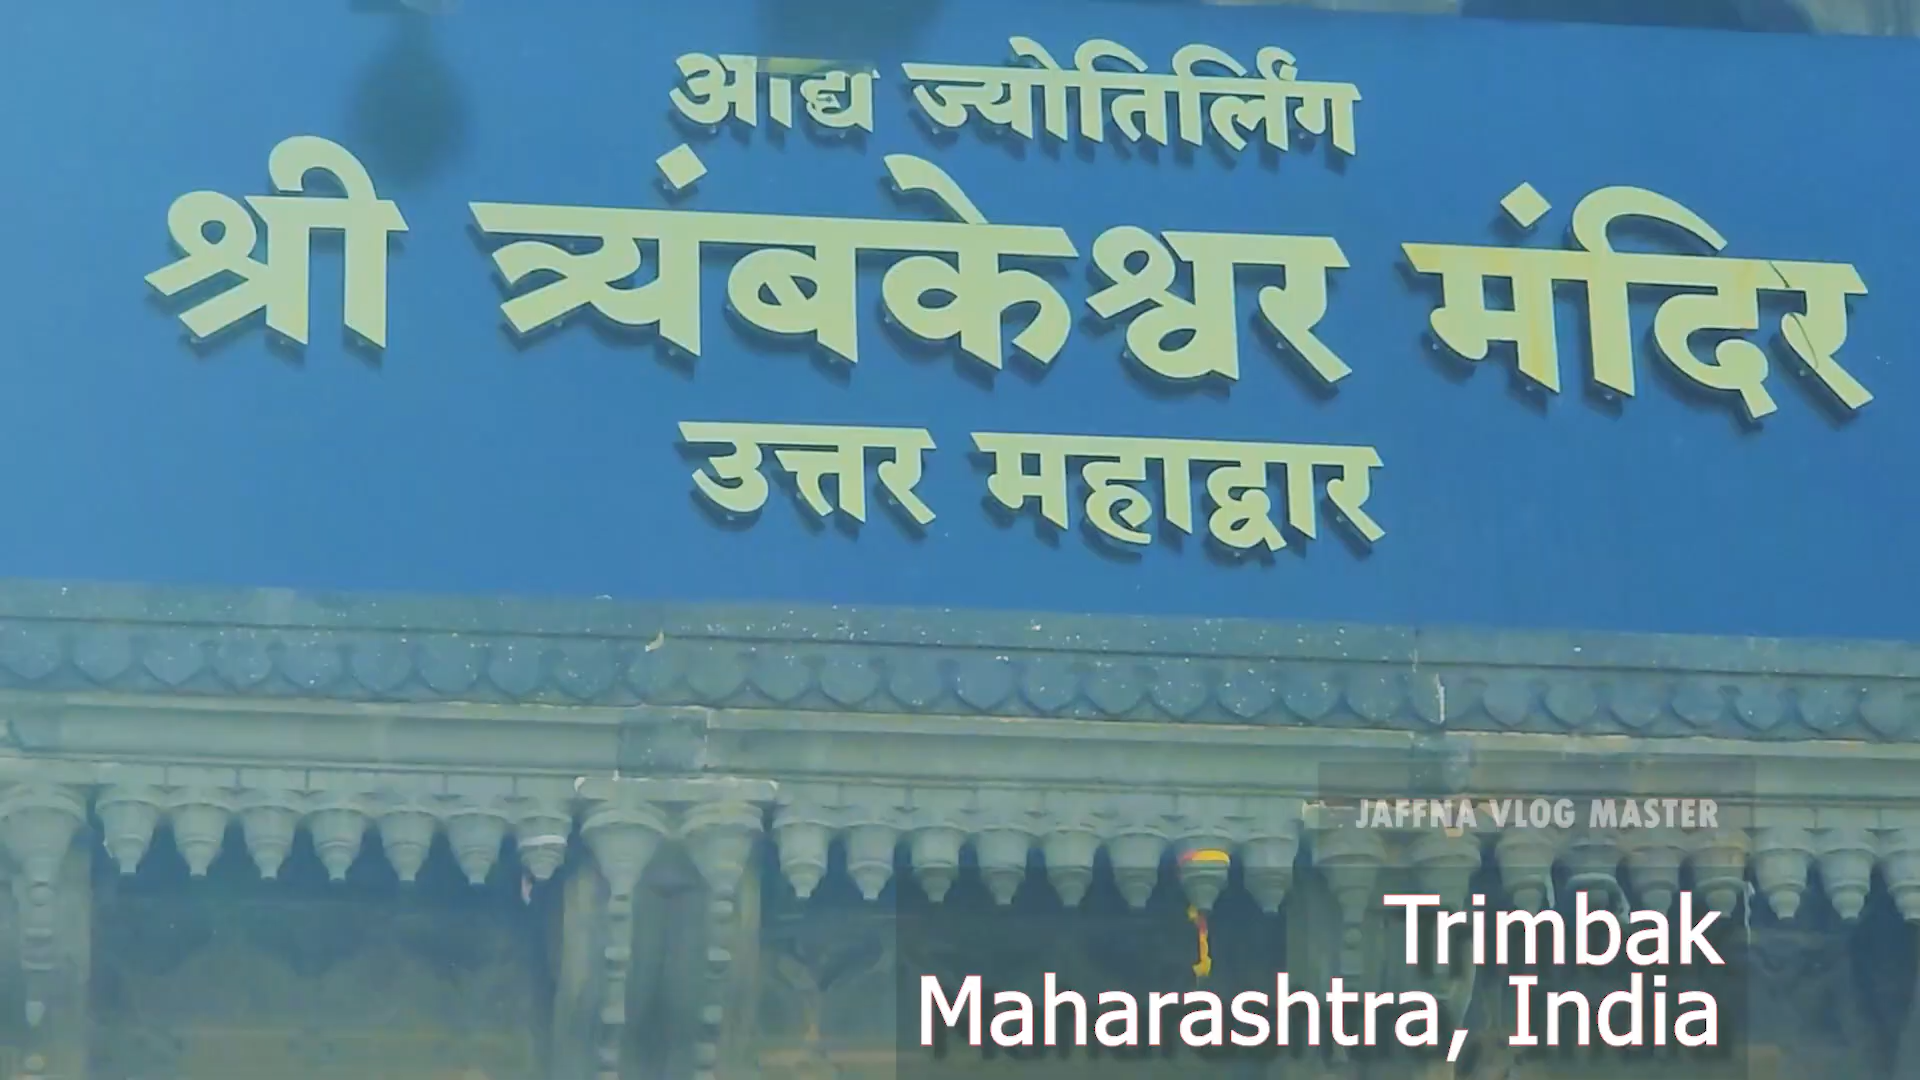 आद्य ज्योतिर्लिंग
श्री त्र्यंबकेश्वर मंदिर
उत्तर महाद्वार
JAFFNA VLOG MASTER
Trimbak
Maharashtra, India